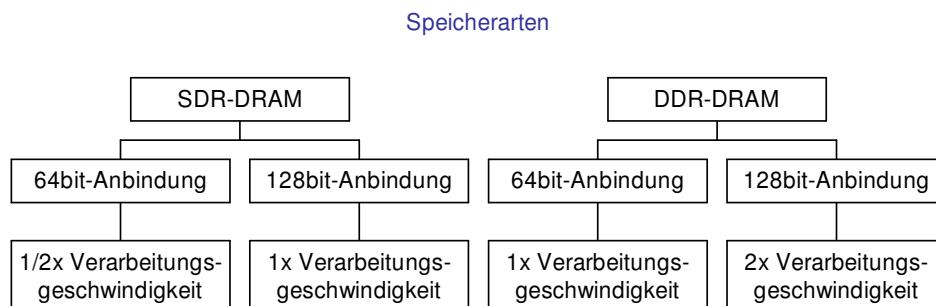 Speicherarten
SDR-DRAM
DDR-DRAM
64bit-Anbindung
128bit-Anbindung
64bit-Anbindung
128bit-Anbindung
1/2x Verarbeitungs-
geschwindigkeit
1x Verarbeitungs-
geschwindigkeit
1x Verarbeitungs-
geschwindigkeit
2x Verarbeitungs-
geschwindigkeit